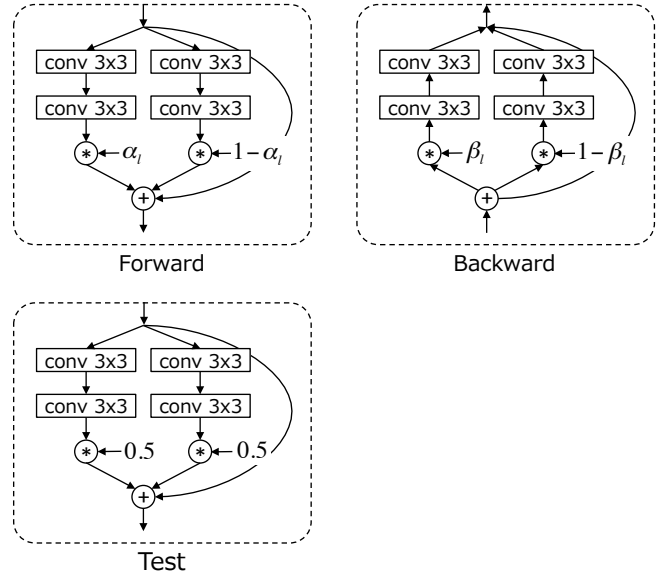 conv 3x3 conv 3x3
conv 3x3 conv 3x3
* α_l * 1−α_l
+
Forward
conv 3x3 conv 3x3
conv 3x3 conv 3x3
* β_l * 1−β_l
+
Backward
conv 3x3 conv 3x3
conv 3x3 conv 3x3
* 0.5 * 0.5
+
Test